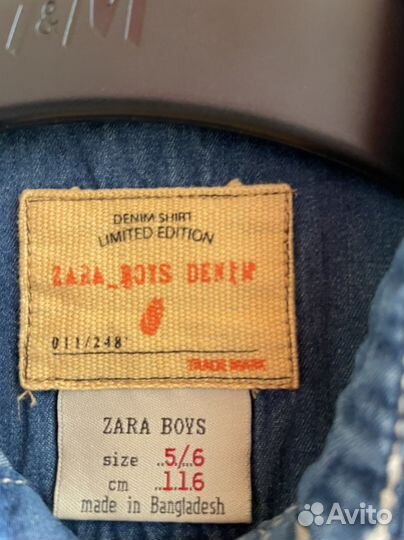 H&M
DENIM SHIRT
LIMITED EDITION
ZARA_BOYS DENIM
011/248
TRADE MARK
ZARA BOYS
size ..5/.6
cm ..116
made in Bangladesh
Avito